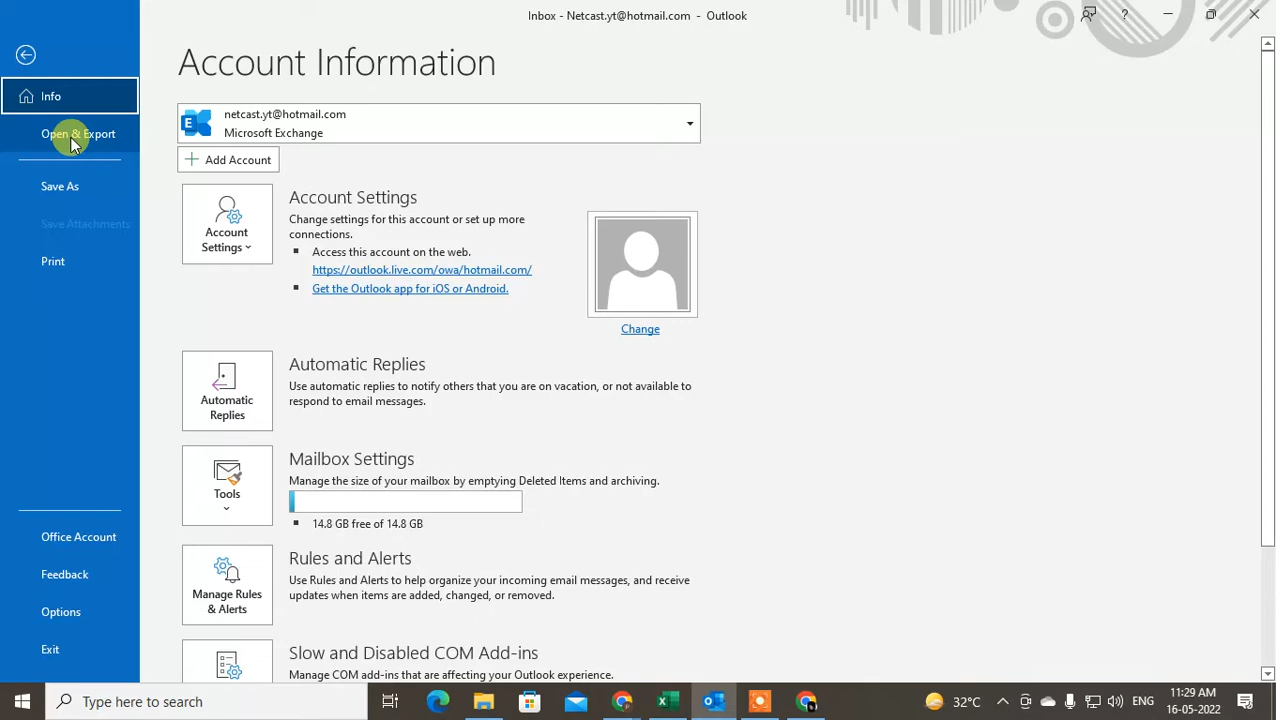 Inbox - Netcast.yt@hotmail.com - Outlook
?
Info
Open & Export
Save As
Save Attachments
Print
Office Account
Feedback
Options
Exit
Account Information
E
netcast.yt@hotmail.com
Microsoft Exchange
Add Account
Account
Settings
Account Settings
Change settings for this account or set up more
connections.
Access this account on the web.
https://outlook.live.com/owa/hotmail.com/
Get the Outlook app for iOS or Android.
Change
Automatic
Replies
Automatic Replies
Use automatic replies to notify others that you are on vacation, or not available to
respond to email messages.
Tools
Mailbox Settings
Manage the size of your mailbox by emptying Deleted Items and archiving.
14.8 GB free of 14.8 GB
Manage Rules
& Alerts
Rules and Alerts
Use Rules and Alerts to help organize your incoming email messages, and receive
updates when items are added, changed, or removed.
Slow and Disabled COM Add-ins
Manage COM add-ins that are affecting your Outlook experience.
Type here to search
32°C
ENG
11:29 AM
16-05-2022